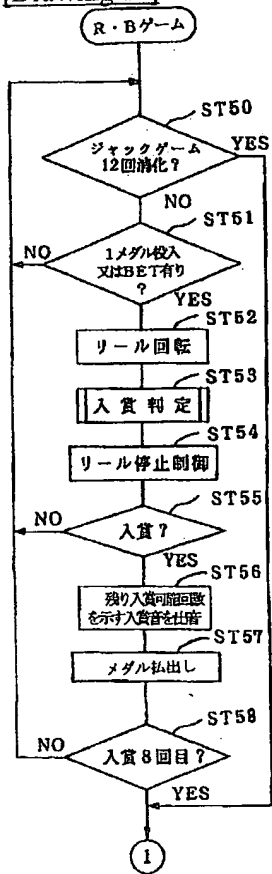 R・Bゲーム
ST50
ジャックゲーム
12回消化?
YES
NO
ST51
1メダル投入
又はBET有り
?
NO
YES
ST52
リール回転
ST53
入賞判定
ST54
リール停止制御
ST55
入賞?
NO
YES
ST56
残り入賞可能回数
を示す入賞音を出音
ST57
メダル払出し
ST58
入賞8回目?
NO
YES
1